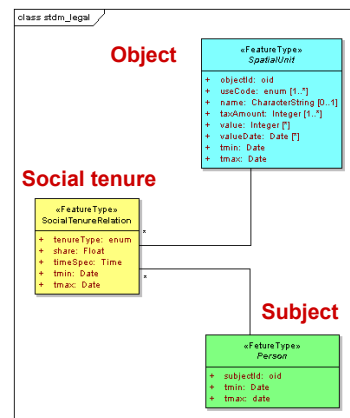 class stdm_legal
Object
«FeatureType»
SpatialUnit
+ objectId: oid
+ useCode: enum [1..*]
+ name: CharacterString [0..1]
+ taxAmount: Integer [1..*]
+ value: Integer [*]
+ valueDate: Date [*]
+ tmin: Date
+ tmax: Date
Social tenure
«FeatureType»
SocialTenureRelation
+ tenureType: enum
+ share: Float
+ timeSpec: Time
+ tmin: Date
+ tmax: Date
*
*
Subject
«FetureType»
Person
+ subjectId: oid
+ tmin: Date
+ tmax: date